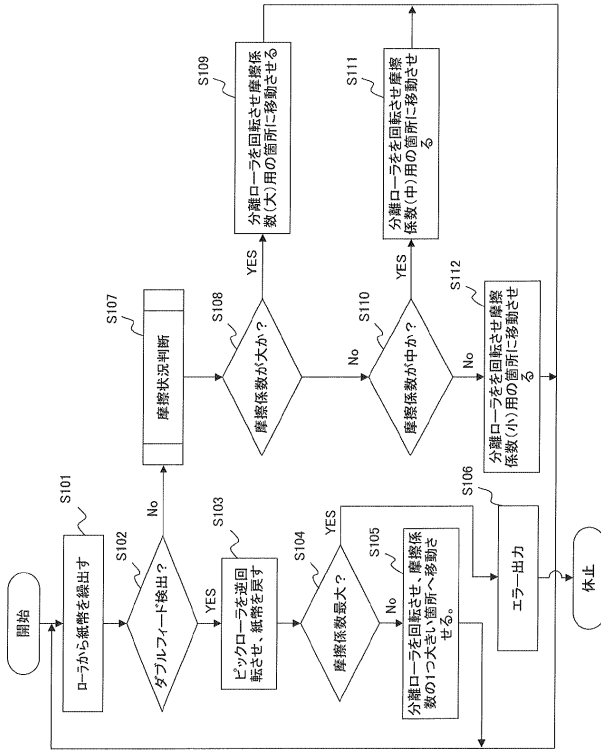 開始
S101
ローラから紙幣を繰出す
S102
ダブルフィード検出？
No
YES
S103
ピックローラを逆回
転させ、紙幣を戻す
S104
摩擦係数最大？
YES
No
S105
分離ローラを回転させ、摩擦係
数の1つ大きい箇所へ移動さ
せる。
S106
エラー出力
休止
S107
摩擦状況判断
S108
摩擦係数が大か？
YES
No
S109
分離ローラを回転させ摩擦係
数(大)用の箇所に移動させる
S110
摩擦係数が中か？
YES
No
S111
分離ローラをを回転させ摩擦
係数(中)用の箇所に移動させ
る
S112
分離ローラをを回転させ摩擦
係数(小)用の箇所に移動させ
る